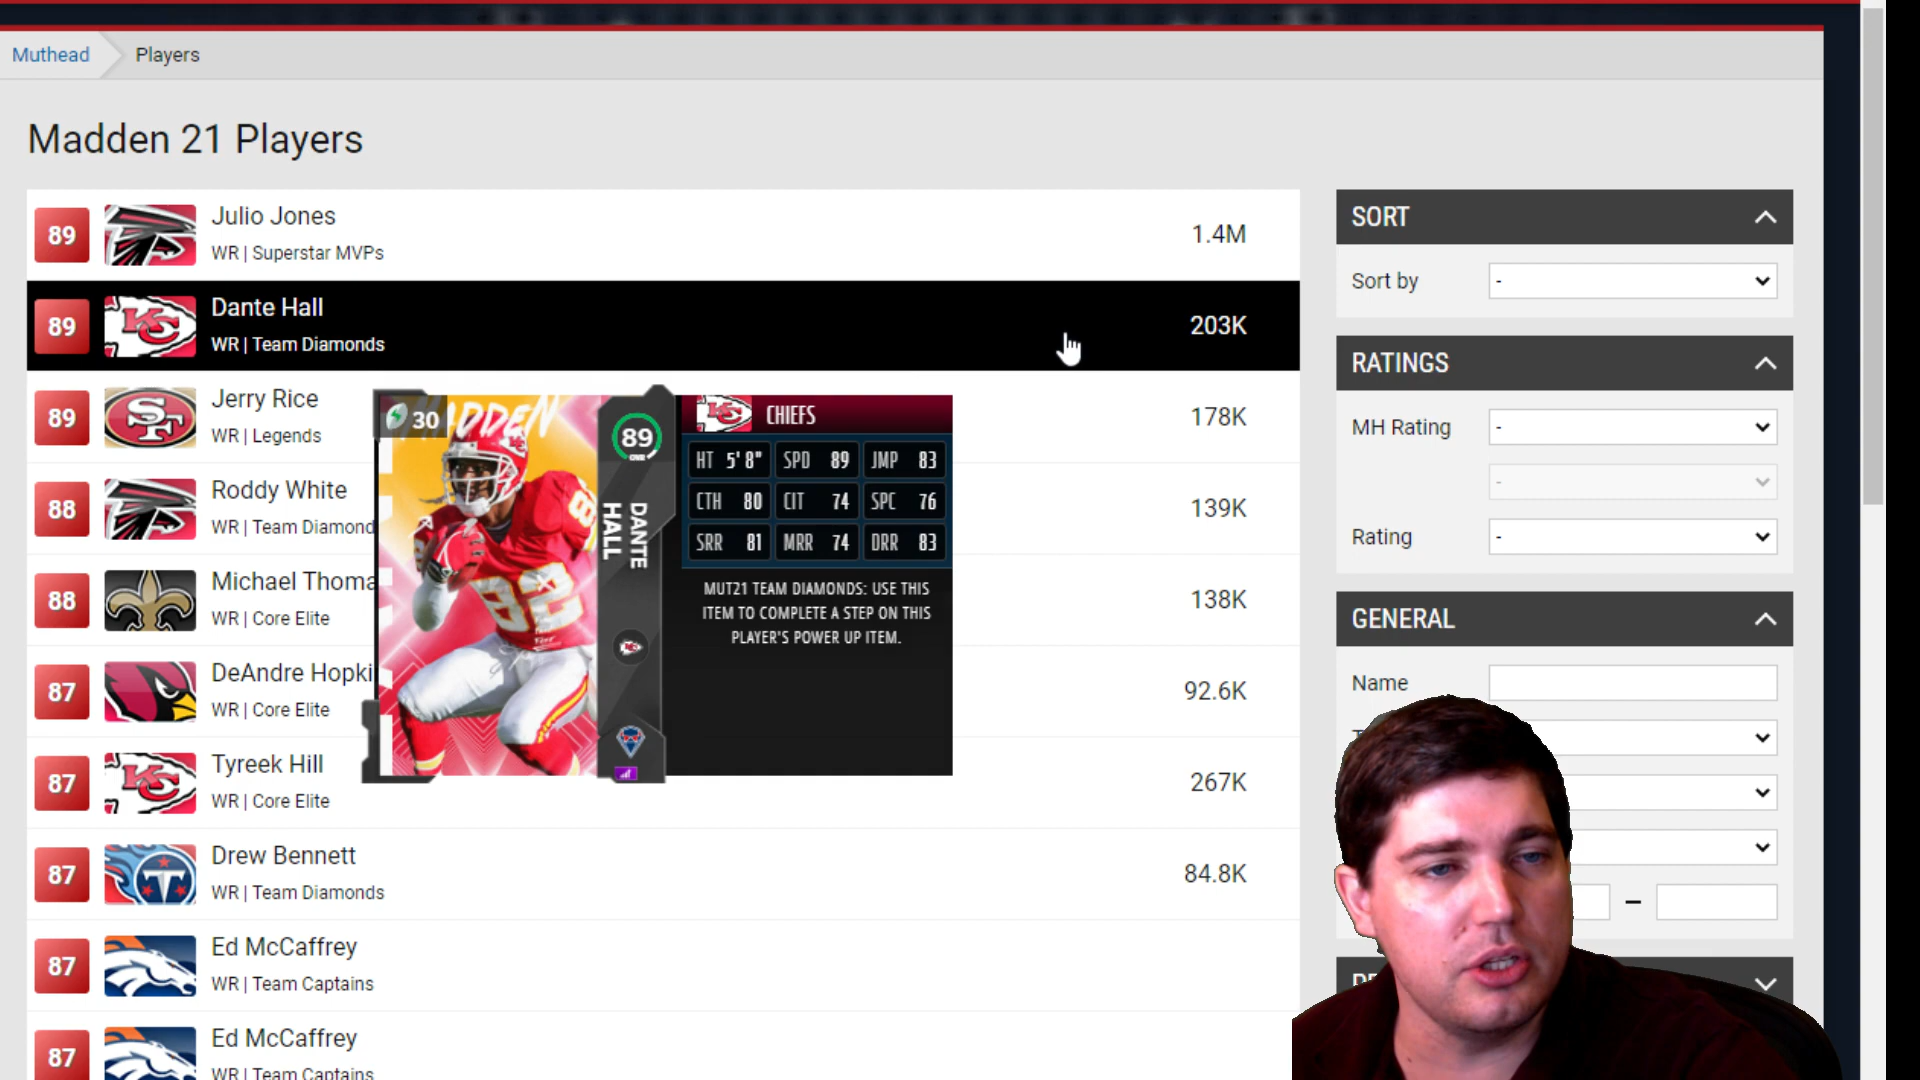 Muthead
Players
Madden 21 Players
89
Julio Jones
WR | Superstar MVPs
1.4M
89
Dante Hall
WR | Team Diamonds
203K
89
Jerry Rice
WR | Legends
178K
88
Roddy White
WR | Team Diamond
139K
88
Michael Thoma
WR | Core Elite
138K
87
DeAndre Hopki
WR | Core Elite
92.6K
87
Tyreek Hill
WR | Core Elite
267K
87
Drew Bennett
WR | Team Diamonds
84.8K
87
Ed McCaffrey
WR | Team Captains
87
Ed McCaffrey
WR | Team Captains
30
MADDEN
89
OVR
DANTE
HALL
82
CHIEFS
HT 5'8" SPD 89 JMP 83
CTH 80 CIT 74 SPC 76
SRR 81 MRR 74 DRR 83
MUT21 TEAM DIAMONDS: USE THIS
ITEM TO COMPLETE A STEP ON THIS
PLAYER'S POWER UP ITEM.
SORT
Sort by -
RATINGS
MH Rating -
-
Rating -
GENERAL
Name
–